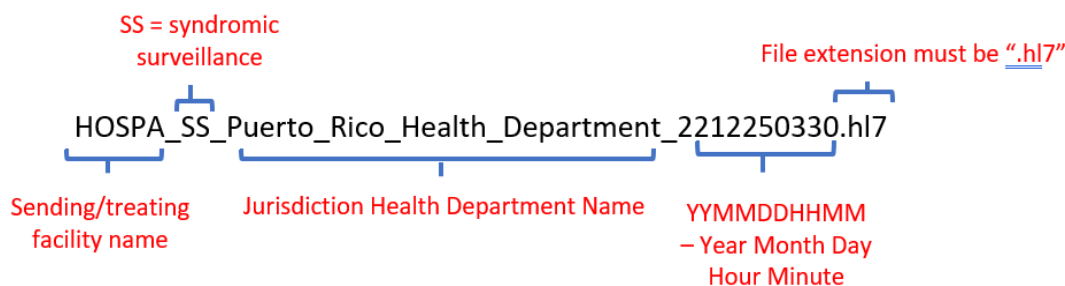 SS = syndromic
surveillance
File extension must be “.hl7”
HOSPA_SS_Puerto_Rico_Health_Department_2212250330.hl7
Sending/treating
facility name
Jurisdiction Health Department Name
YYMMDDHHMM
– Year Month Day
Hour Minute